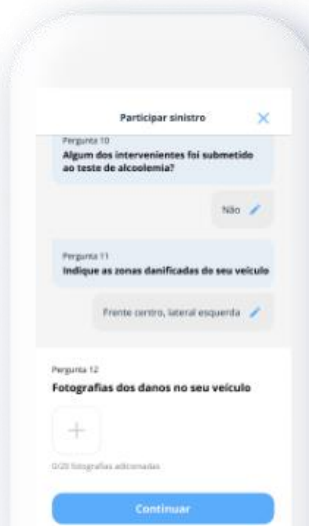 Participar sinistro
Pergunta 10
Algum dos intervenientes foi submetido
ao teste de alcoolemia?
Não
Pergunta 11
Indique as zonas danificadas do seu veículo
Frente centro, lateral esquerda
Pergunta 12
Fotografias dos danos no seu veículo
0/20 fotografias adicionadas
Continuar